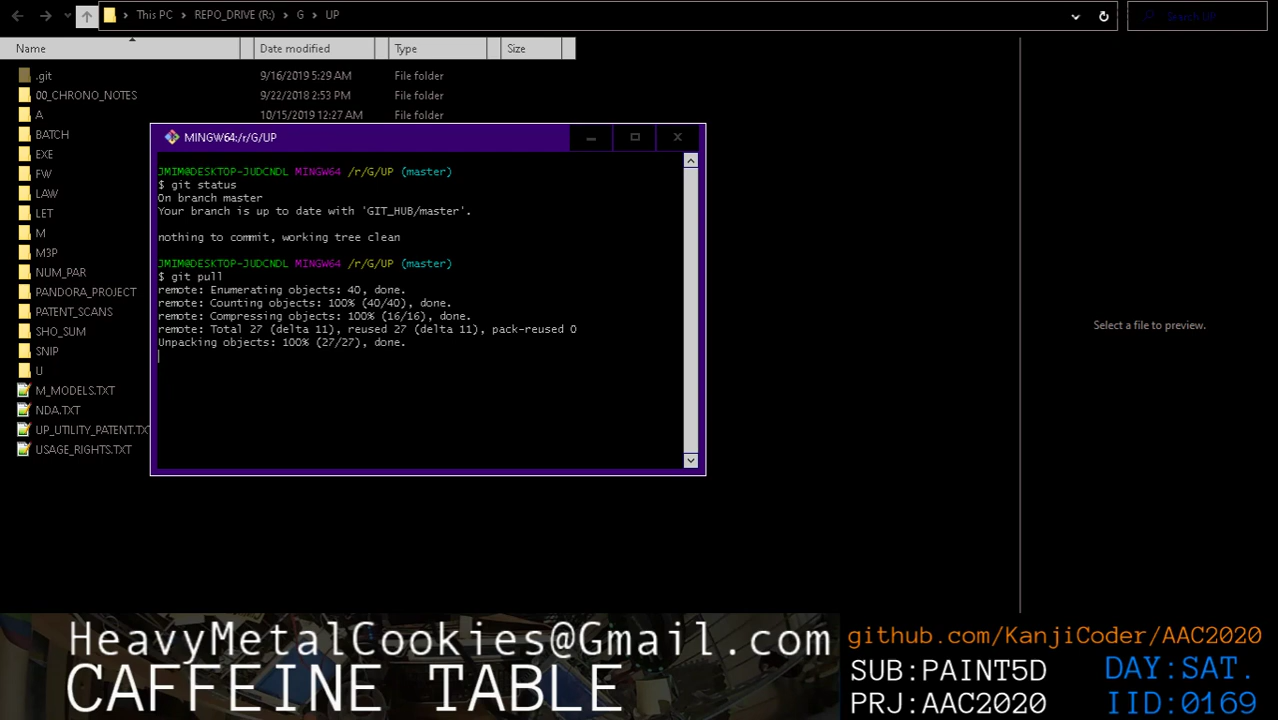 This PC > REPO_DRIVE (R:) > G > UP
Search UP
Name Date modified Type Size
.git 9/16/2019 5:29 AM File folder
00_CHRONO_NOTES 9/22/2018 2:53 PM File folder
A 10/15/2019 12:27 AM File folder
BATCH
EXE
FW
LAW
LET
M
M3P
NUM_PAR
PANDORA_PROJECT
PATENT_SCANS
SHO_SUM
SNIP
U
M_MODELS.TXT
NDA.TXT
UP_UTILITY_PATENT.TX
USAGE_RIGHTS.TXT
MINGW64:/r/G/UP
JMIM@DESKTOP-JUDCNDL MINGW64 /r/G/UP (master)
$ git status
On branch master
Your branch is up to date with 'GIT_HUB/master'.
nothing to commit, working tree clean
JMIM@DESKTOP-JUDCNDL MINGW64 /r/G/UP (master)
$ git pull
remote: Enumerating objects: 40, done.
remote: Counting objects: 100% (40/40), done.
remote: Compressing objects: 100% (16/16), done.
remote: Total 27 (delta 11), reused 27 (delta 11), pack-reused 0
Unpacking objects: 100% (27/27), done.
Select a file to preview.
HeavyMetalCookies@Gmail.com
CAFFEINE TABLE
github.com/KanjiCoder/AAC2020
SUB:PAINT5D DAY:SAT.
PRJ:AAC2020 IID:0169